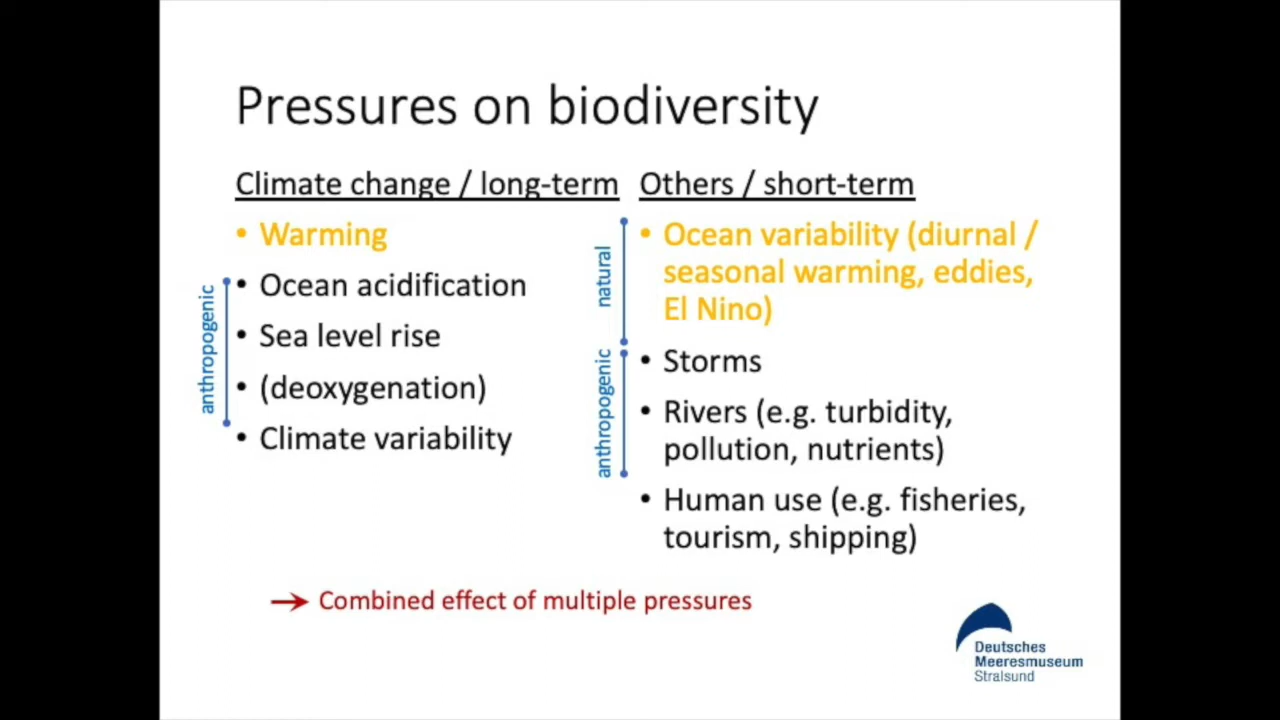 Pressures on biodiversity
Climate change / long-term
• Warming
• Ocean acidification
• Sea level rise
• (deoxygenation)
• Climate variability
anthropogenic
Others / short-term
• Ocean variability (diurnal /
seasonal warming, eddies,
El Nino)
• Storms
• Rivers (e.g. turbidity,
pollution, nutrients)
• Human use (e.g. fisheries,
tourism, shipping)
natural
anthropogenic
→ Combined effect of multiple pressures
Deutsches
Meeresmuseum
Stralsund